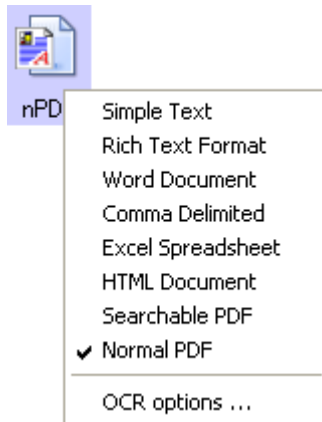 nPD
Simple Text
Rich Text Format
Word Document
Comma Delimited
Excel Spreadsheet
HTML Document
Searchable PDF
Normal PDF
OCR options ...